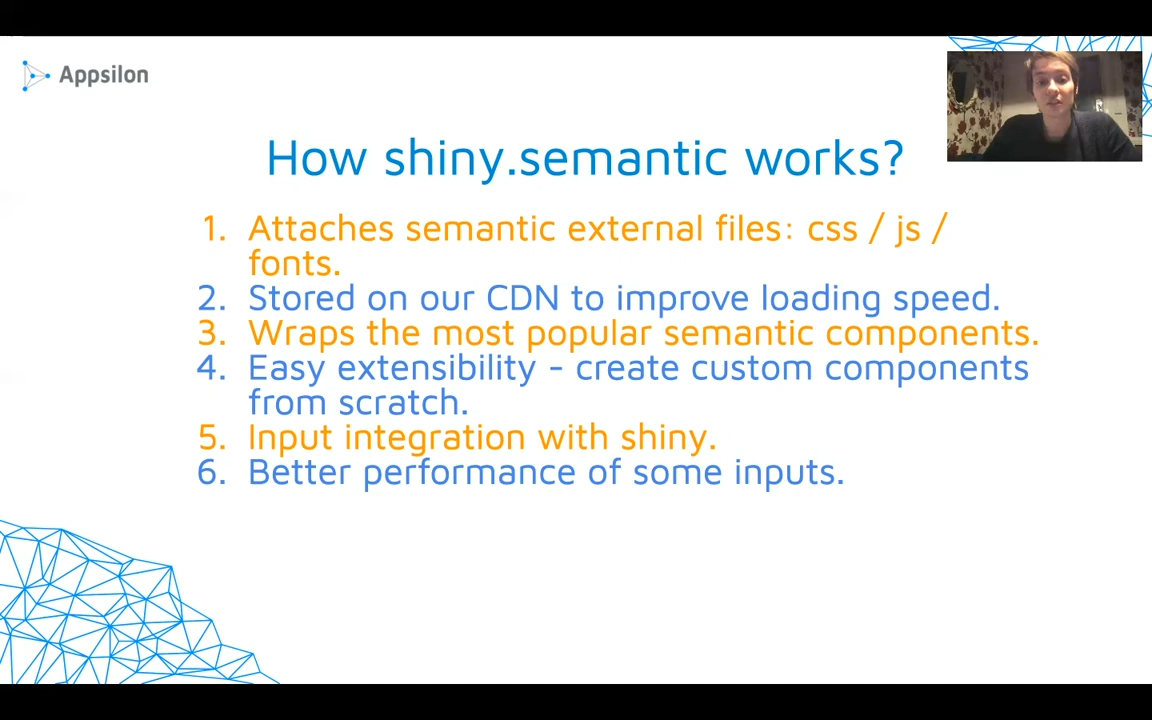 Appsilon
How shiny.semantic works?
1. Attaches semantic external files: css / js /
fonts.
2. Stored on our CDN to improve loading speed.
3. Wraps the most popular semantic components.
4. Easy extensibility - create custom components
from scratch.
5. Input integration with shiny.
6. Better performance of some inputs.